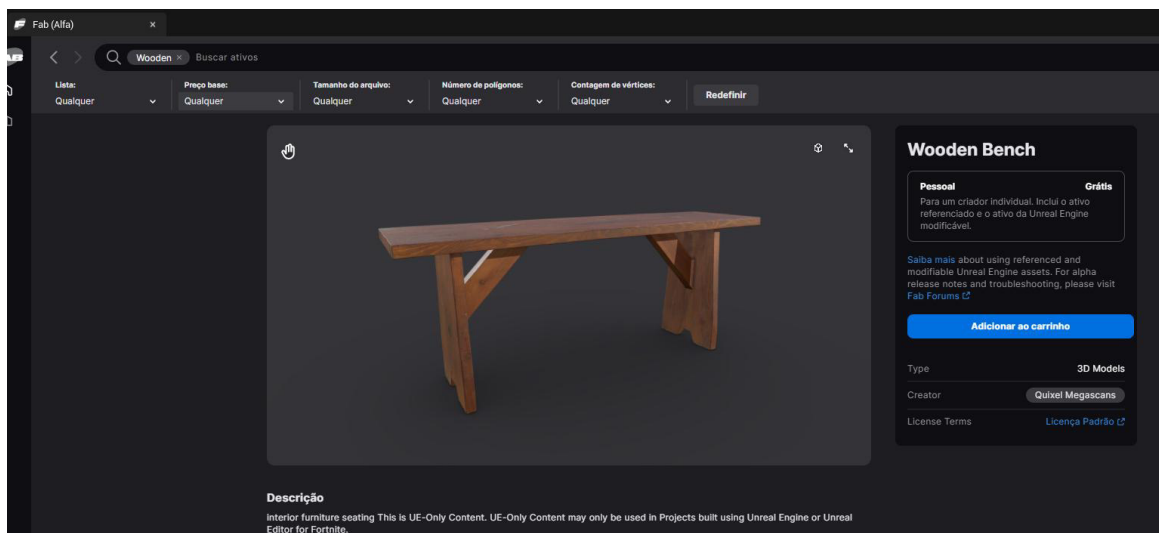 Fab (Alfa) ×
Wooden × Buscar ativos
Lista: Preço base: Tamanho do arquivo: Número de polígonos: Contagem de vértices:
Qualquer Qualquer Qualquer Qualquer Qualquer Redefinir
Wooden Bench
Pessoal Grátis
Para um criador individual. Inclui o ativo
referenciado e o ativo da Unreal Engine
modificável.
Saiba mais about using referenced and
modifiable Unreal Engine assets. For alpha
release notes and troubleshooting, please visit
Fab Forums
Adicionar ao carrinho
Type 3D Models
Creator Quixel Megascans
License Terms Licença Padrão
Descrição
interior furniture seating This is UE-Only Content. UE-Only Content may only be used in Projects built using Unreal Engine or Unreal
Editor for Fortnite.